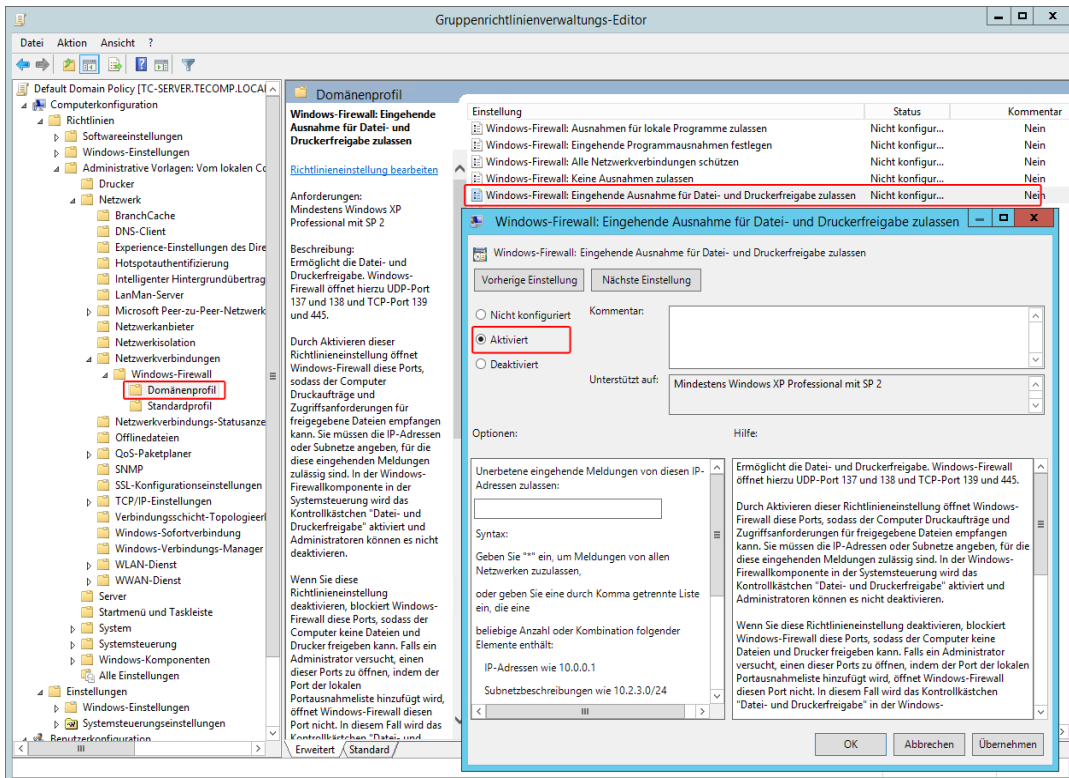 Gruppenrichtlinienverwaltungs-Editor
Datei Aktion Ansicht ?
Default Domain Policy [TC-SERVER.TECOMP.LOCAL
Computerkonfiguration
Richtlinien
Softwareeinstellungen
Windows-Einstellungen
Administrative Vorlagen: Vom lokalen Co
Drucker
Netzwerk
BranchCache
DNS-Client
Experience-Einstellungen des Dire
Hotspotauthentifizierung
Intelligenter Hintergrundübertrag
LanMan-Server
Microsoft Peer-zu-Peer-Netzwerk
Netzwerkanbieter
Netzwerkisolation
Netzwerkverbindungen
Windows-Firewall
Domänenprofil
Standardprofil
Netzwerkverbindungs-Statusanze
Offlinedateien
QoS-Paketplaner
SNMP
SSL-Konfigurationseinstellungen
TCP/IP-Einstellungen
Verbindungsschicht-Topologieerl
Windows-Sofortverbindung
Windows-Verbindungs-Manager
WLAN-Dienst
WWAN-Dienst
Server
Startmenü und Taskleiste
System
Systemsteuerung
Windows-Komponenten
Alle Einstellungen
Einstellungen
Windows-Einstellungen
Systemsteuerungseinstellungen
Benutzerkonfiguration
Domänenprofil
Windows-Firewall: Eingehende
Ausnahme für Datei- und
Druckerfreigabe zulassen
Richtlinieneinstellung bearbeiten
Anforderungen:
Mindestens Windows XP
Professional mit SP 2
Beschreibung:
Ermöglicht die Datei- und
Druckerfreigabe. Windows-
Firewall öffnet hierzu UDP-Port
137 und 138 und TCP-Port 139
und 445.
Durch Aktivieren dieser
Richtlinieneinstellung öffnet
Windows-Firewall diese Ports,
sodass der Computer
Druckaufträge und
Zugriffsanforderungen für
freigegebene Dateien empfangen
kann. Sie müssen die IP-Adressen
oder Subnetze angeben, für die
diese eingehenden Meldungen
zulässig sind. In der Windows-
Firewallkomponente in der
Systemsteuerung wird das
Kontrollkästchen "Datei- und
Druckerfreigabe" aktiviert und
Administratoren können es nicht
deaktivieren.
Wenn Sie diese
Richtlinieneinstellung
deaktivieren, blockiert Windows-
Firewall diese Ports, sodass der
Computer keine Dateien und
Drucker freigeben kann. Falls ein
Administrator versucht, einen
dieser Ports zu öffnen, indem der
Port der lokalen
Portausnahmeliste hinzufügt wird,
öffnet Windows-Firewall diesen
Port nicht. In diesem Fall wird das
Kontrollkästchen "Datei- und
Erweitert Standard
Einstellung Status Kommentar
Windows-Firewall: Ausnahmen für lokale Programme zulassen Nicht konfigur... Nein
Windows-Firewall: Eingehende Programmausnahmen festlegen Nicht konfigur... Nein
Windows-Firewall: Alle Netzwerkverbindungen schützen Nicht konfigur... Nein
Windows-Firewall: Keine Ausnahmen zulassen Nicht konfigur... Nein
Windows-Firewall: Eingehende Ausnahme für Datei- und Druckerfreigabe zulassen Nicht konfigur... Nein
Windows-Firewall: Eingehende Ausnahme für Datei- und Druckerfreigabe zulassen
Windows-Firewall: Eingehende Ausnahme für Datei- und Druckerfreigabe zulassen
Vorherige Einstellung Nächste Einstellung
Nicht konfiguriert Kommentar:
Aktiviert
Deaktiviert
Unterstützt auf: Mindestens Windows XP Professional mit SP 2
Optionen: Hilfe:
Unerbetene eingehende Meldungen von diesen IP-
Adressen zulassen:
Syntax:
Geben Sie "*" ein, um Meldungen von allen
Netzwerken zuzulassen,
oder geben Sie eine durch Komma getrennte Liste
ein, die eine
beliebige Anzahl oder Kombination folgender
Elemente enthält:
IP-Adressen wie 10.0.0.1
Subnetzbeschreibungen wie 10.2.3.0/24
Ermöglicht die Datei- und Druckerfreigabe. Windows-Firewall
öffnet hierzu UDP-Port 137 und 138 und TCP-Port 139 und 445.
Durch Aktivieren dieser Richtlinieneinstellung öffnet Windows-
Firewall diese Ports, sodass der Computer Druckaufträge und
Zugriffsanforderungen für freigegebene Dateien empfangen
kann. Sie müssen die IP-Adressen oder Subnetze angeben, für die
diese eingehenden Meldungen zulässig sind. In der Windows-
Firewallkomponente in der Systemsteuerung wird das
Kontrollkästchen "Datei- und Druckerfreigabe" aktiviert und
Administratoren können es nicht deaktivieren.
Wenn Sie diese Richtlinieneinstellung deaktivieren, blockiert
Windows-Firewall diese Ports, sodass der Computer keine
Dateien und Drucker freigeben kann. Falls ein Administrator
versucht, einen dieser Ports zu öffnen, indem der Port der lokalen
Portausnahmeliste hinzufügt wird, öffnet Windows-Firewall
diesen Port nicht. In diesem Fall wird das Kontrollkästchen
"Datei- und Druckerfreigabe" in der Windows-
OK Abbrechen Übernehmen